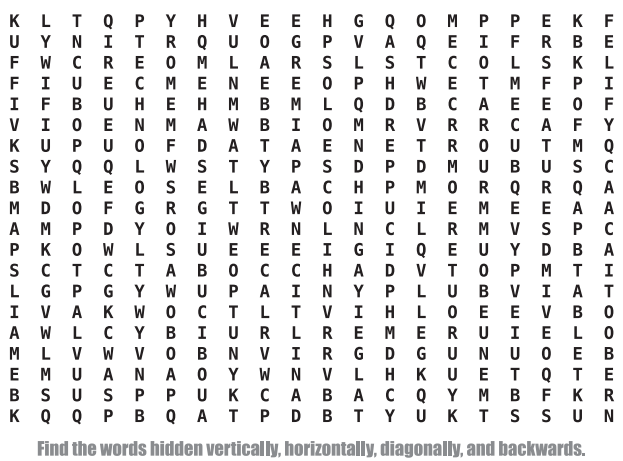 K L T Q P Y H V E E H G Q O M P P E K F
U Y N I T R Q U O G P V A Q E I F R B E
F W C R E O M L A R S L S T C O L S K L
F I U E C M E N E E O P H W E T M F P I
I F B U H E H M B M L Q D B C A E E O F
V I O E N M A W B I O M R V R R C A F Y
K U P U O F D A T A E N E T R O U T M Q
S Y Q Q L W S T Y P S D P D M U B U S C
B W L E O S E L B A C H P M O R Q R Q A
M D O F G R G T T W O I U I E M E E A A
A M P D Y O I W R N L N C L R M V S P C
P K O W L S U E E E I G I Q E U Y D B A
S C T C T A B O C C H A D V T O P M T I
L G P G Y W U P A I N Y P L U B V I A T
I V A K W O C T L T V I H L O E E V B O
A W L C Y B I U R L R E M E R U I E L O
M L V W V O B N V I R G D G U N U O E B
E M U A N A O Y W N V L H K U E T Q T E
B S U S P P U K C A B A C Q Y M B F K R
K Q Q P B Q A T P D B T Y U K T S S U N
Find the words hidden vertically, horizontally, diagonally, and backwards.